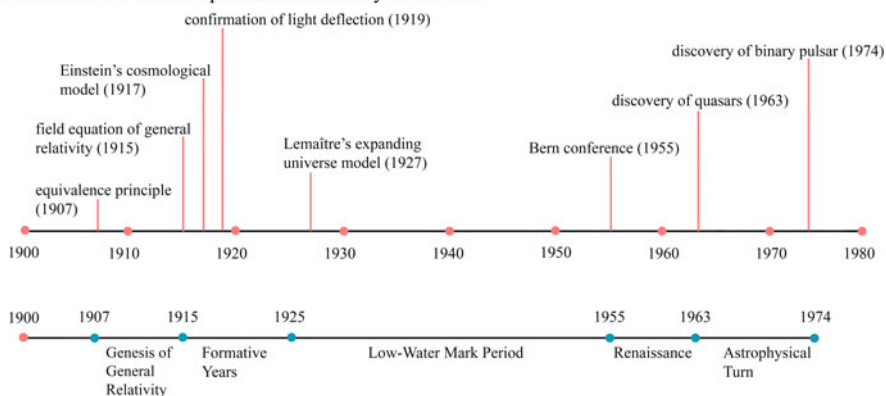 confirmation of light deflection (1919)
discovery of binary pulsar (1974)
Einstein’s cosmological
model (1917)
discovery of quasars (1963)
field equation of general
relativity (1915)
Lemaître’s expanding
universe model (1927)
Bern conference (1955)
equivalence principle
(1907)
1900 1910 1920 1930 1940 1950 1960 1970 1980
1900 1907 1915 1925 1955 1963 1974
Genesis of
General
Relativity
Formative
Years
Low-Water Mark Period
Renaissance
Astrophysical
Turn